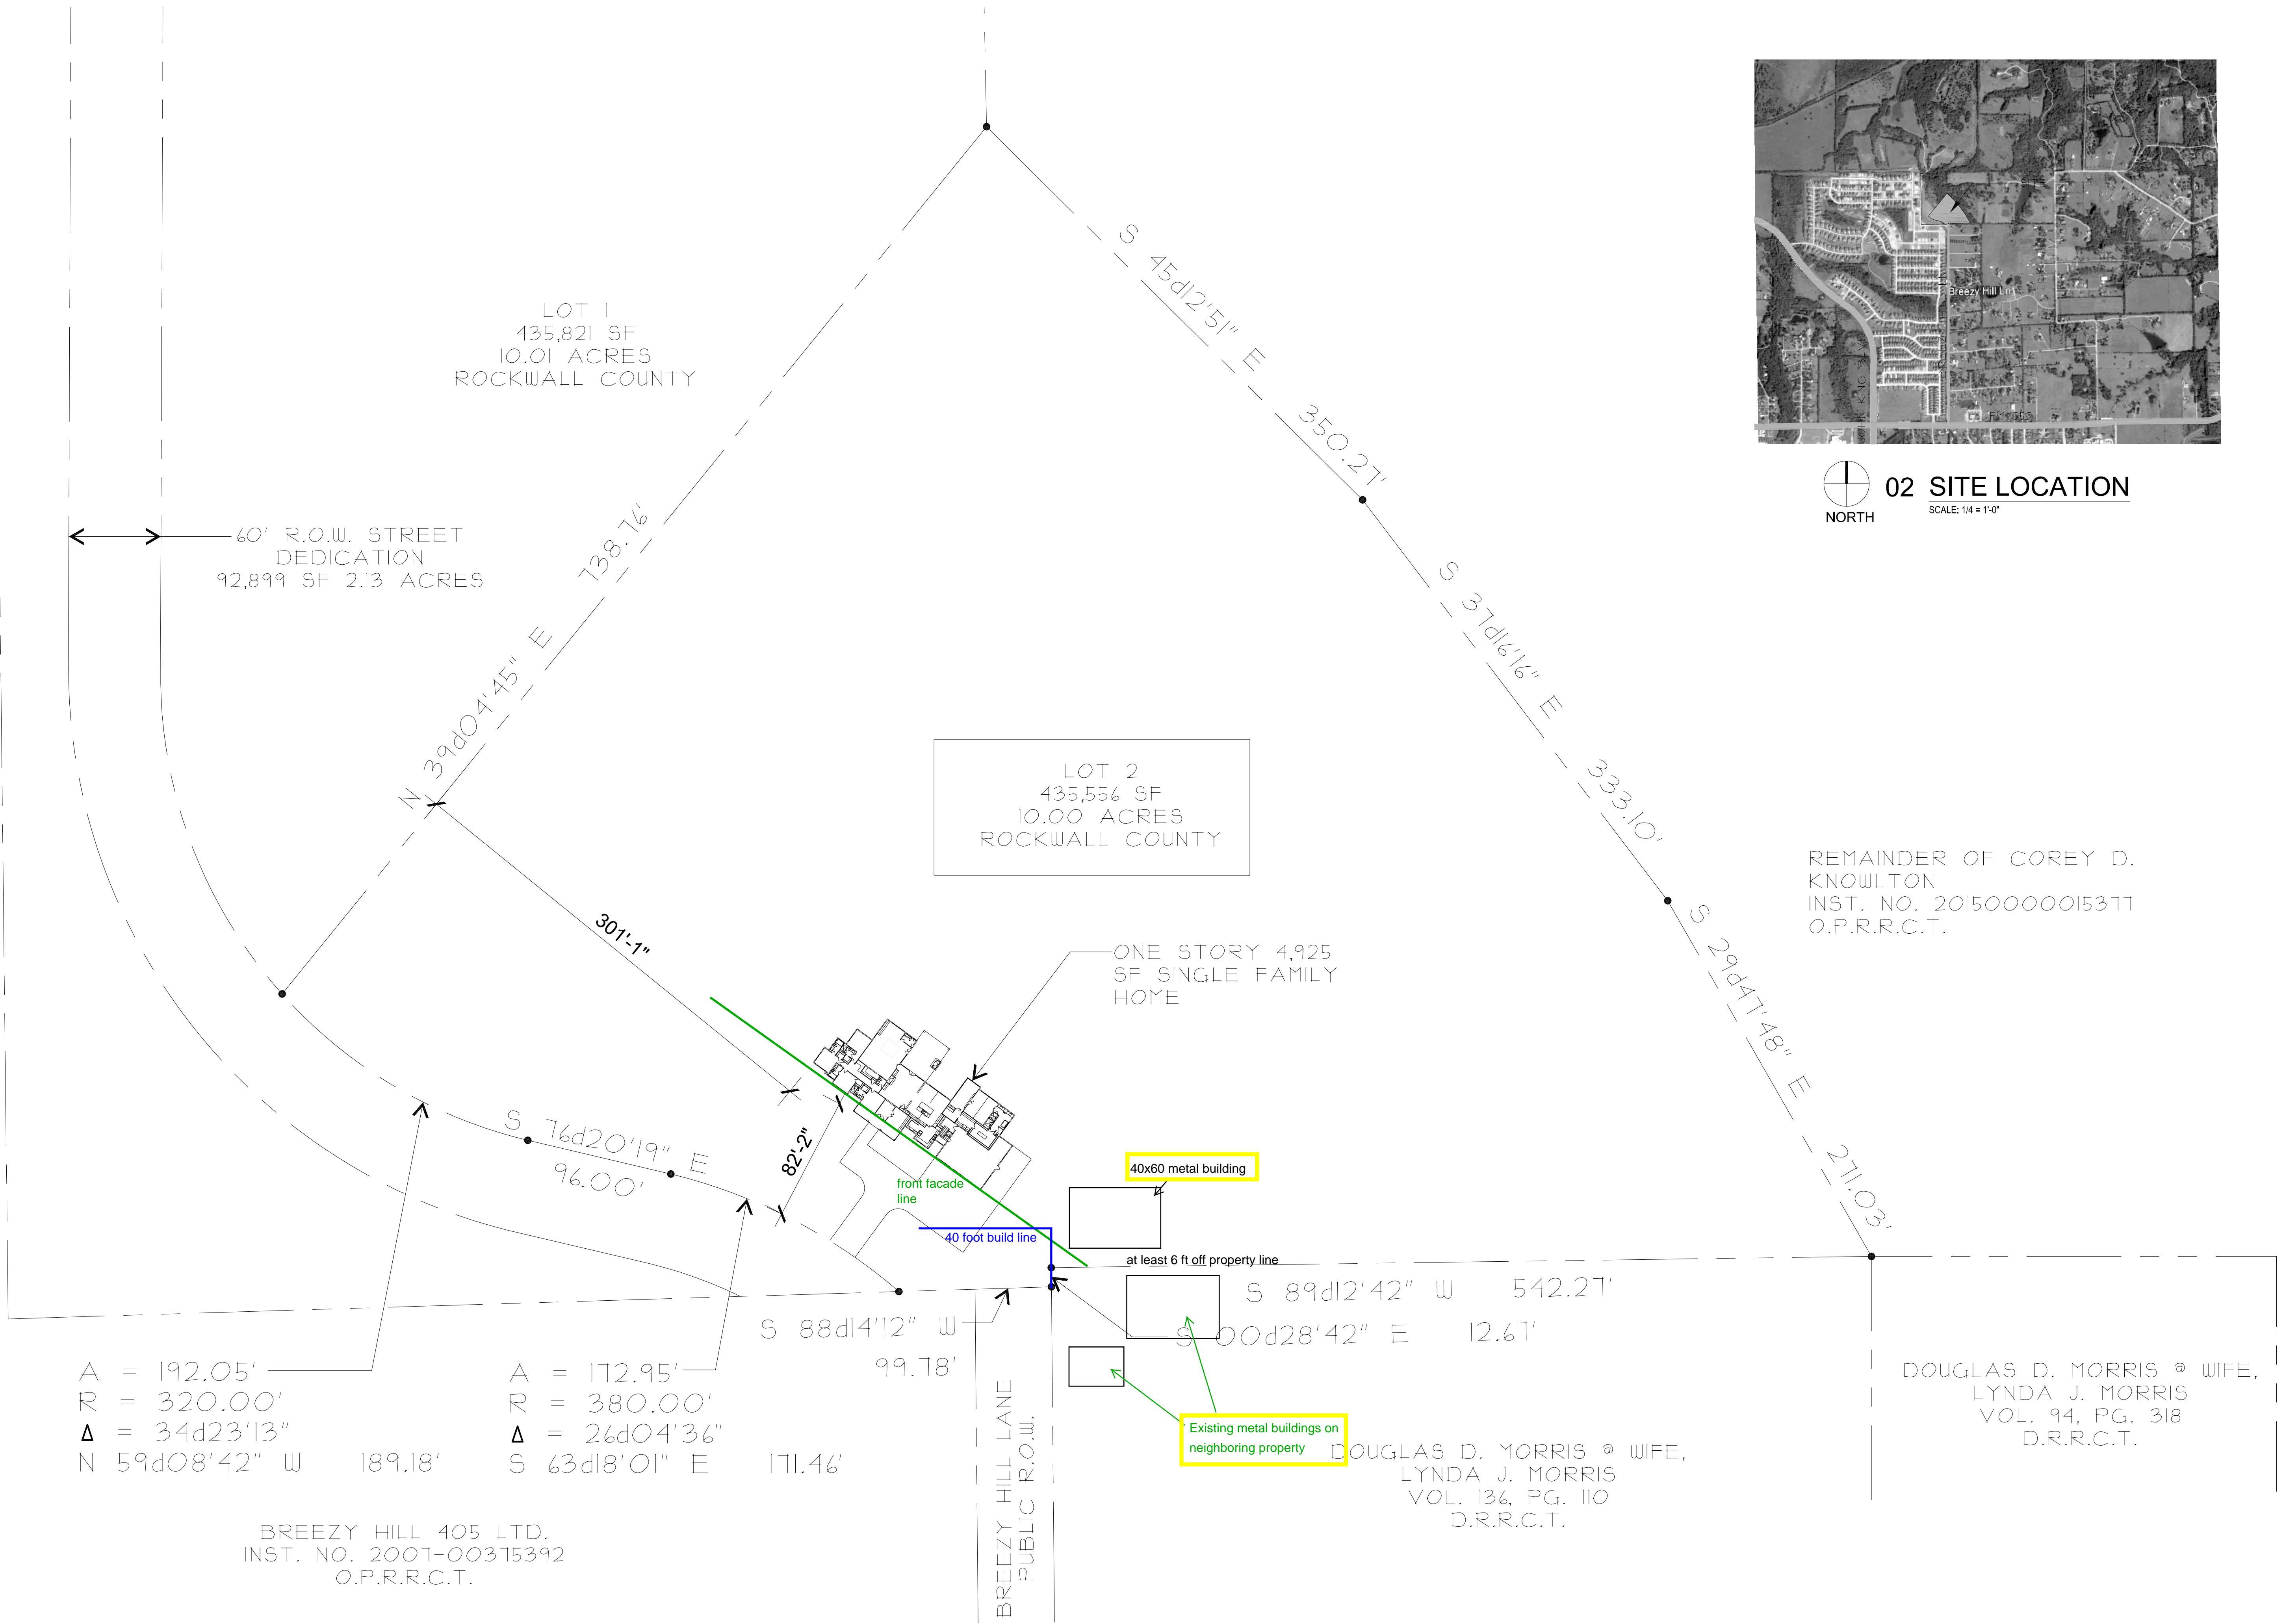 LOT 1
435,821 SF
10.01 ACRES
ROCKWALL COUNTY
60' R.O.W. STREET
DEDICATION
92,899 SF 2.13 ACRES
N 39d04'45" E 738.76'
S 45d12'51" E 350.27'
S 37d16'16" E 333.10'
S 29d47'48" E 271.03'
Breezy Hill Ln
FM 552
NORTH
02 SITE LOCATION
SCALE: 1/4 = 1'-0"
LOT 2
435,556 SF
10.00 ACRES
ROCKWALL COUNTY
REMAINDER OF COREY D.
KNOWLTON
INST. NO. 20150000015377
O.P.R.R.C.T.
301'-1"
ONE STORY 4,925
SF SINGLE FAMILY
HOME
82'-2"
S 76d20'19" E
96.00'
front facade
line
40x60 metal building
40 foot build line
at least 6 ft off property line
S 89d12'42" W 542.27'
S 00d28'42" E 12.67'
S 88d14'12" W
99.78'
A = 192.05'
R = 320.00'
Δ = 34d23'13"
N 59d08'42" W 189.18'
A = 172.95'
R = 380.00'
Δ = 26d04'36"
S 63d18'01" E 171.46'
BREEZY HILL LANE
PUBLIC R.O.W.
Existing metal buildings on
neighboring property
DOUGLAS D. MORRIS @ WIFE,
LYNDA J. MORRIS
VOL. 136, PG. 110
D.R.R.C.T.
DOUGLAS D. MORRIS @ WIFE,
LYNDA J. MORRIS
VOL. 94, PG. 318
D.R.R.C.T.
BREEZY HILL 405 LTD.
INST. NO. 2007-00375392
O.P.R.R.C.T.